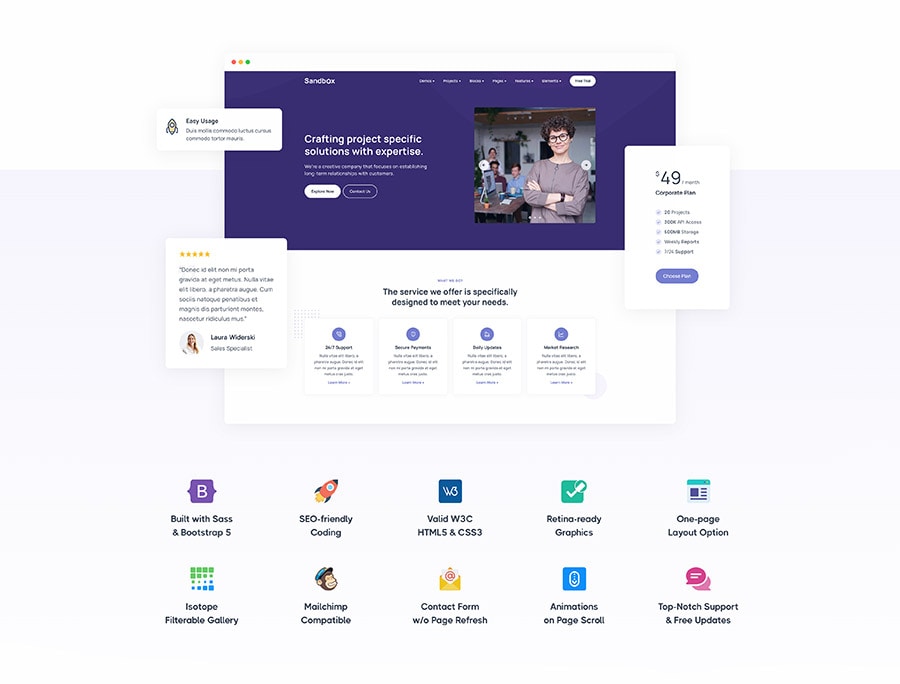 Sandbox
Demos Projects Blocks Pages Features Elements Free Trial
Easy Usage
Duis mollis commodo luctus cursus
commodo tortor mauris.
Crafting project specific
solutions with expertise.
We're a creative company that focuses on establishing
long-term relationships with customers.
Explore Now
Contact Us
$49 / month
Corporate Plan
20 Projects
300K API Access
500MB Storage
Weekly Reports
7/24 Support
Choose Plan
"Donec id elit non mi porta
gravida at eget metus. Nulla vitae
elit libero, a pharetra augue. Cum
sociis natoque penatibus et
magnis dis parturient montes,
nascetur ridiculus mus."
Laura Widerski
Sales Specialist
WHAT WE DO?
The service we offer is specifically
designed to meet your needs.
24/7 Support
Nulla vitae elit libero, a
pharetra augue. Donec id elit
non mi porta gravida at eget
metus cras justo.
Learn More
Secure Payments
Nulla vitae elit libero, a
pharetra augue. Donec id elit
non mi porta gravida at eget
metus cras justo.
Learn More
Daily Updates
Nulla vitae elit libero, a
pharetra augue. Donec id elit
non mi porta gravida at eget
metus cras justo.
Learn More
Market Research
Nulla vitae elit libero, a
pharetra augue. Donec id elit
non mi porta gravida at eget
metus cras justo.
Learn More
B
Built with Sass
& Bootstrap 5
SEO-friendly
Coding
W3
Valid W3C
HTML5 & CSS3
Retina-ready
Graphics
One-page
Layout Option
Isotope
Filterable Gallery
Mailchimp
Compatible
@
Contact Form
w/o Page Refresh
Animations
on Page Scroll
Top-Notch Support
& Free Updates